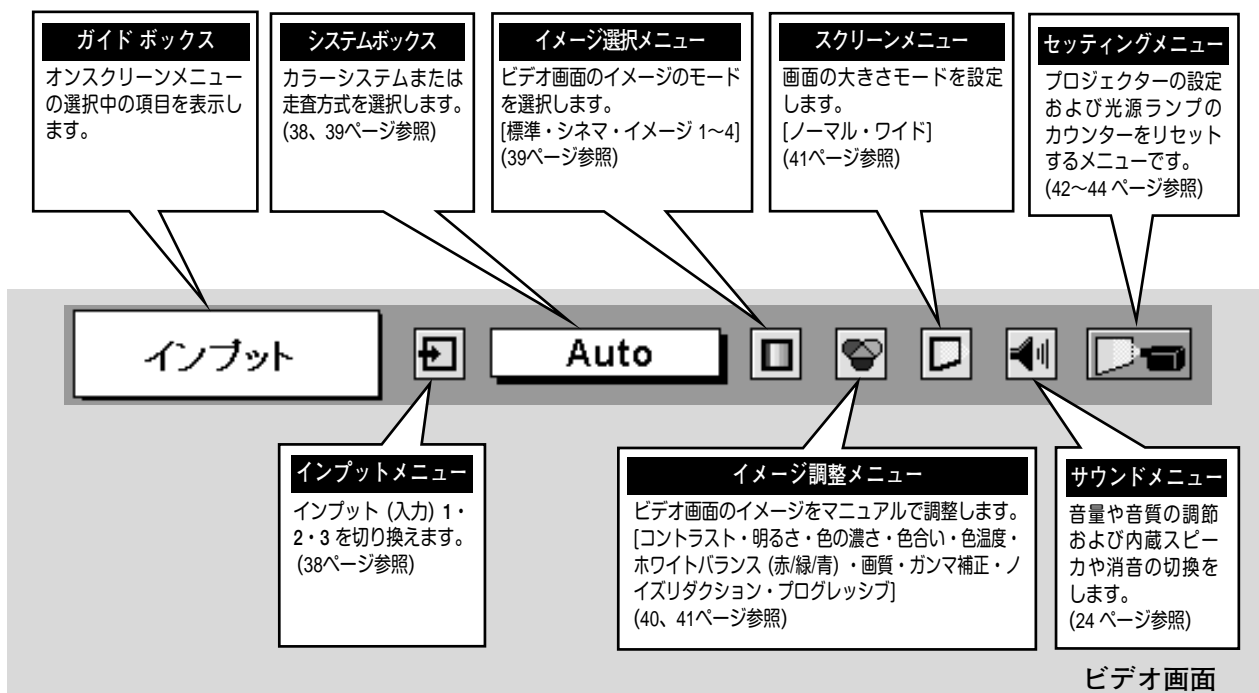 ガイド ボックス
オンスクリーンメニュー
の選択中の項目を表示し
ます。
システムボックス
カラーシステムまたは
走査方式を選択します。
(38、39ページ参照)
イメージ選択メニュー
ビデオ画面のイメージのモード
を選択します。
[標準・シネマ・イメージ 1〜4]
(39ページ参照)
スクリーンメニュー
画面の大きさモードを設定
します。
[ノーマル・ワイド]
(41ページ参照)
セッティングメニュー
プロジェクターの設定
および光源ランプの
カウンターをリセット
するメニューです。
(42〜44 ページ参照)
インプット
Auto
インプットメニュー
インプット (入力) 1・
2・3 を切り換えます。
(38ページ参照)
イメージ調整メニュー
ビデオ画面のイメージをマニュアルで調整します。
[コントラスト・明るさ・色の濃さ・色合い・色温度・
ホワイトバランス (赤/緑/青) ・画質・ガンマ補正・ノ
イズリダクション・プログレッシブ]
(40、41ページ参照)
サウンドメニュー
音量や音質の調節
および内蔵スピー
カや消音の切換を
します。
(24 ページ参照)
ビデオ画面